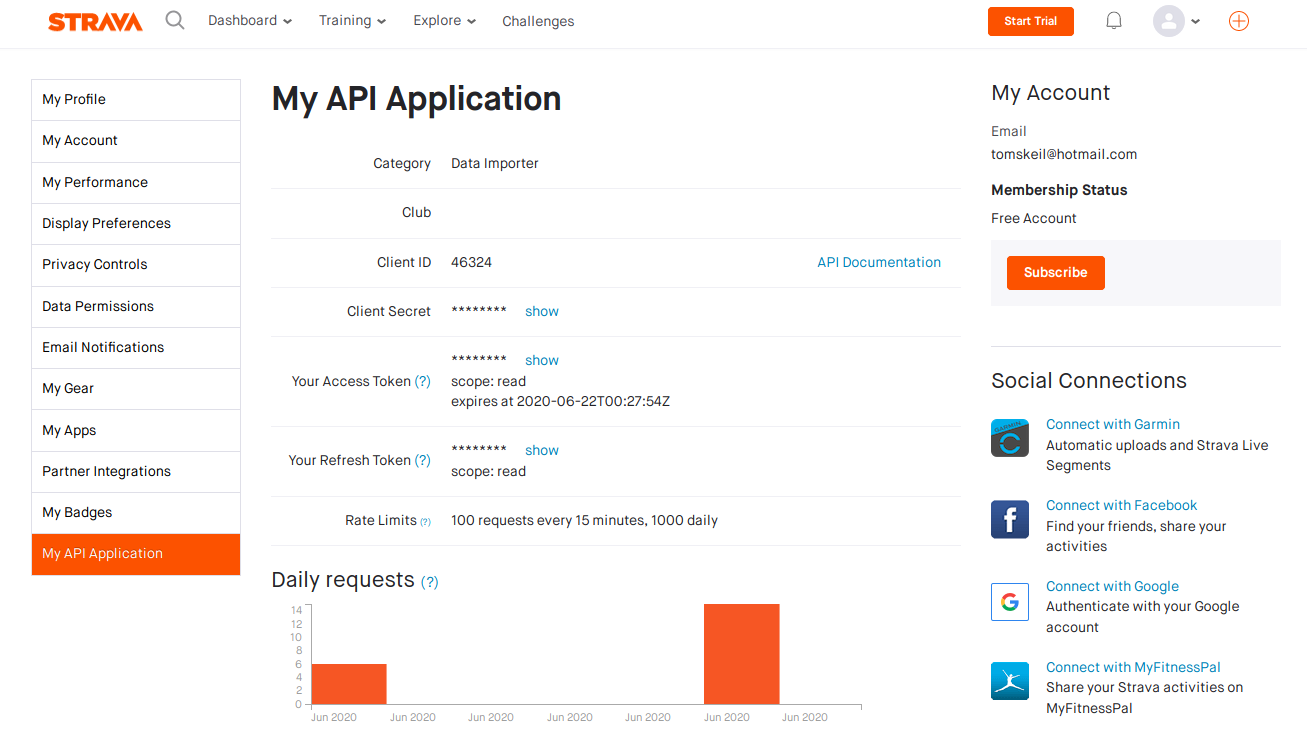 STRAVA
Dashboard
Training
Explore
Challenges
Start Trial
My Profile
My Account
My Performance
Display Preferences
Privacy Controls
Data Permissions
Email Notifications
My Gear
My Apps
Partner Integrations
My Badges
My API Application
My API Application
Category Data Importer
Club
Client ID 46324 API Documentation
Client Secret ******** show
******** show
Your Access Token (?) scope: read
expires at 2020-06-22T00:27:54Z
******** show
Your Refresh Token (?)
scope: read
Rate Limits (?) 100 requests every 15 minutes, 1000 daily
Daily requests (?)
14
12
10
8
6
4
2
0
Jun 2020 Jun 2020 Jun 2020 Jun 2020 Jun 2020 Jun 2020 Jun 2020
My Account
Email
tomskeil@hotmail.com
Membership Status
Free Account
Subscribe
Social Connections
GARMIN
Connect with Garmin
Automatic uploads and Strava Live
Segments
Connect with Facebook
Find your friends, share your
activities
Connect with Google
Authenticate with your Google
account
Connect with MyFitnessPal
Share your Strava activities on
MyFitnessPal